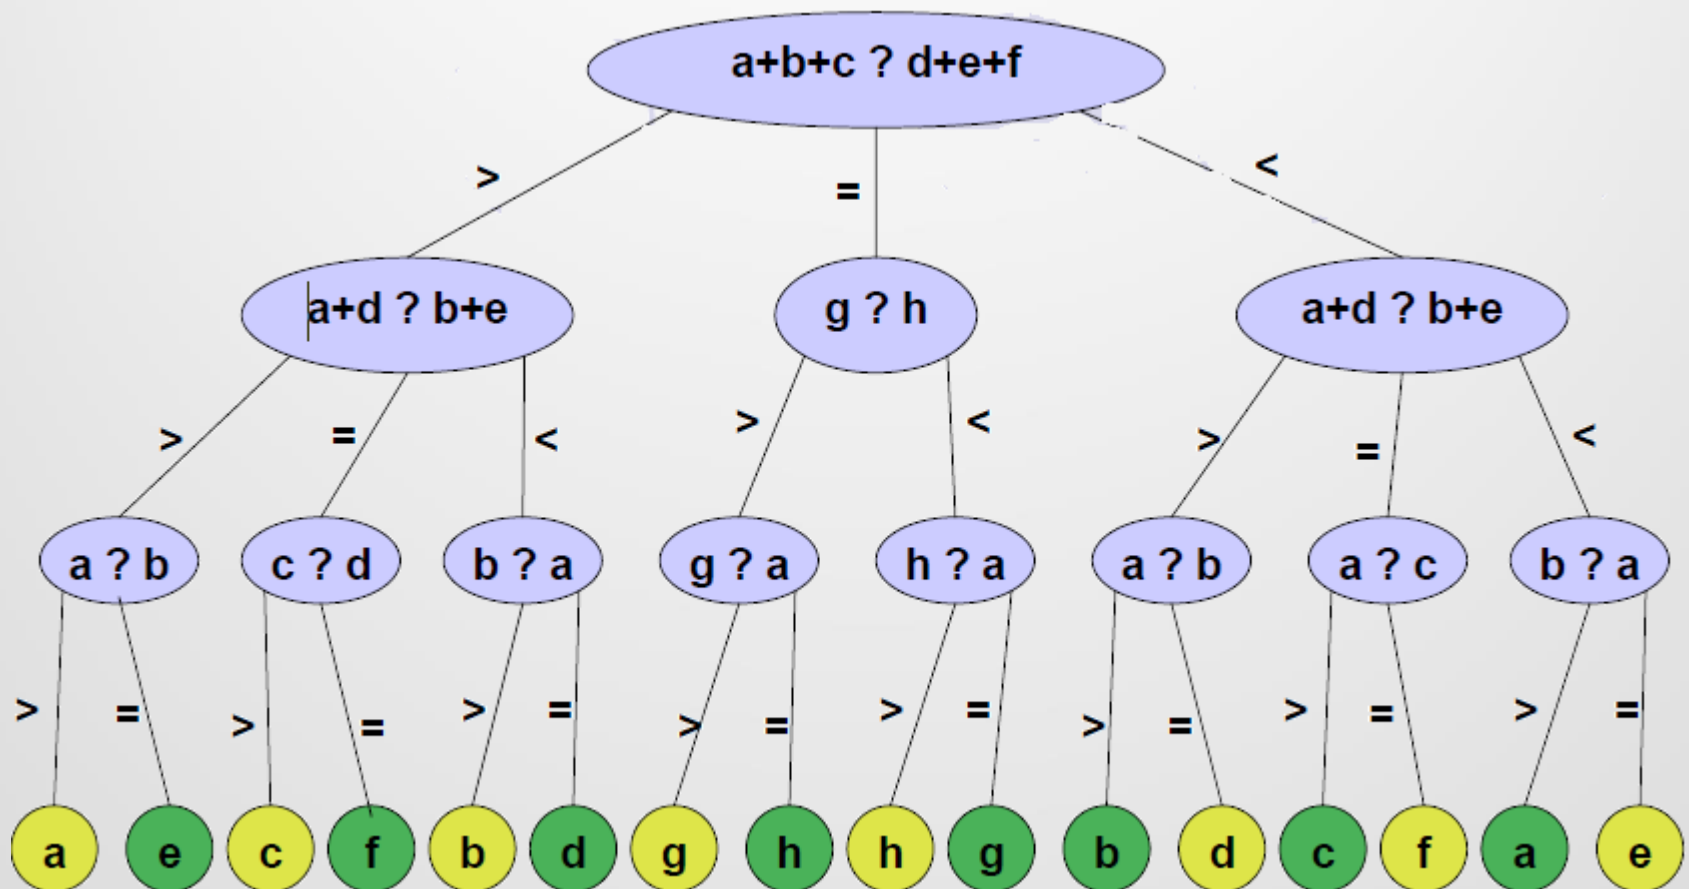 a+b+c ? d+e+f
> = <
a+d ? b+e g ? h a+d ? b+e
> = < > < > = <
a ? b c ? d b ? a g ? a h ? a a ? b a ? c b ? a
> = > = > = > = > = > = > = > =
a e c f b d g h h g b d c f a e